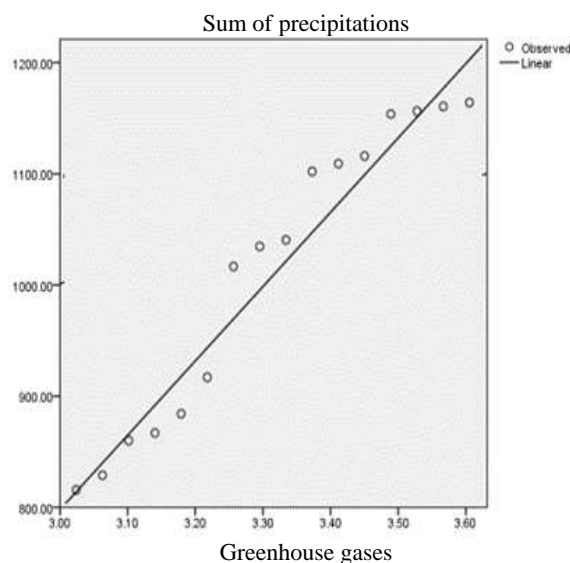 Sum of precipitations
Observed
Linear
1200.00
1100.00
1000.00
900.00
800.00
3.00 3.10 3.20 3.30 3.40 3.50 3.60
Greenhouse gases